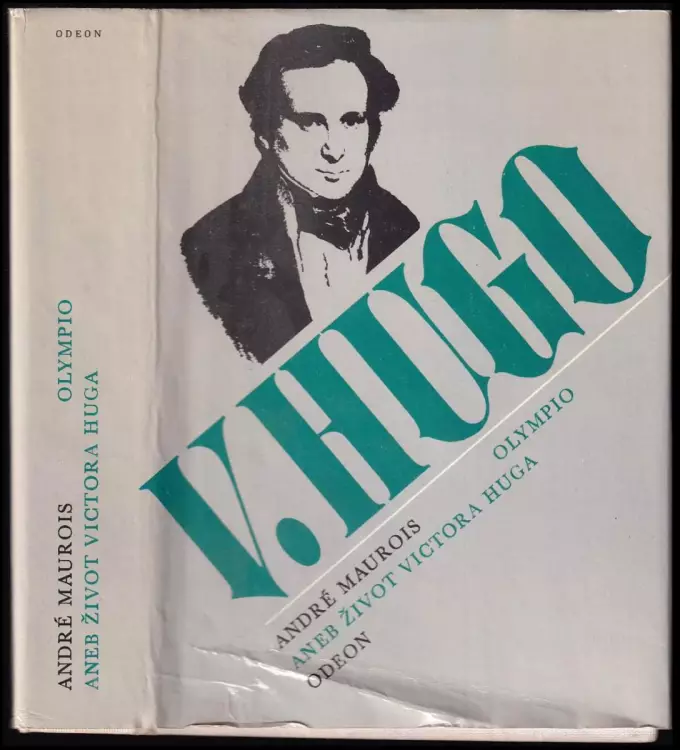 ODEON
ANDRÉ MAUROIS OLYMPIO
ANEB ŽIVOT VICTORA HUGA
V. HUGO
ANDRÉ MAUROIS OLYMPIO
ANEB ŽIVOT VICTORA HUGA
ODEON